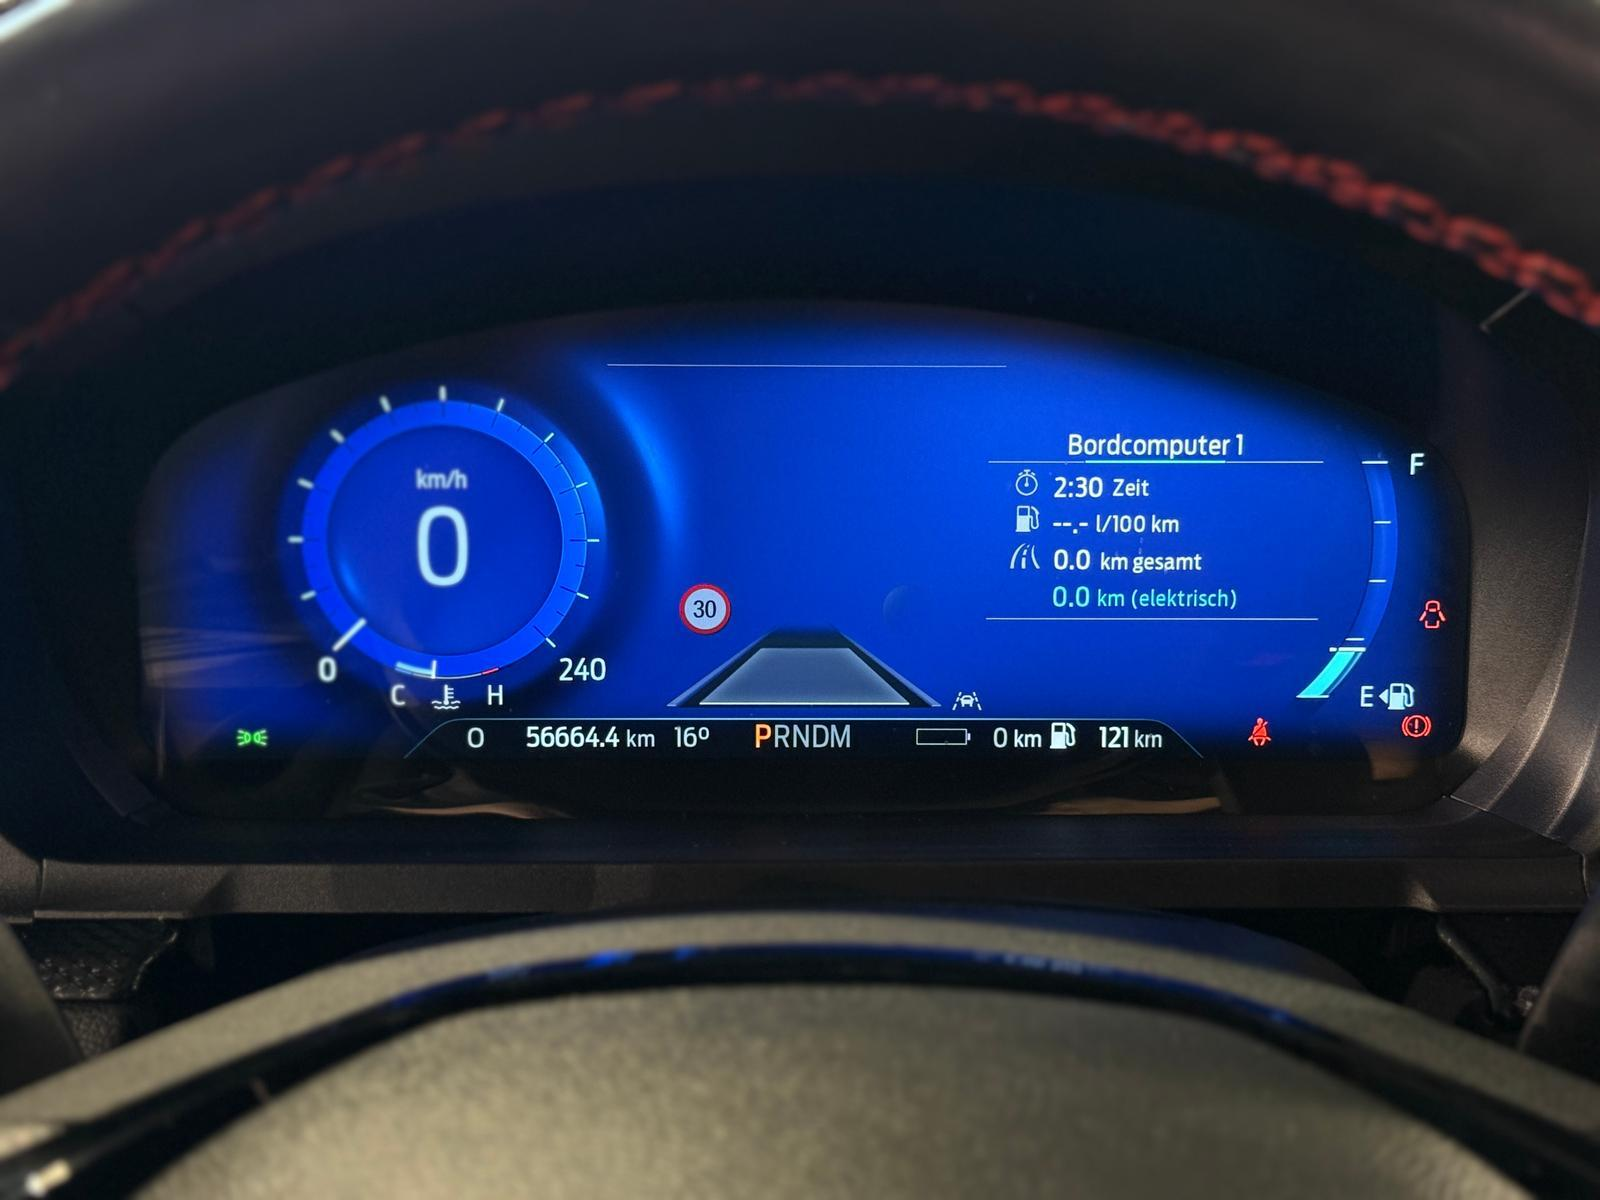 km/h
0
0
240
C H
30
Bordcomputer 1
2:30 Zeit
--.- l/100 km
0.0 km gesamt
0.0 km (elektrisch)
F
E
O 56664.4 km 16º PRNDM 0 km 121 km